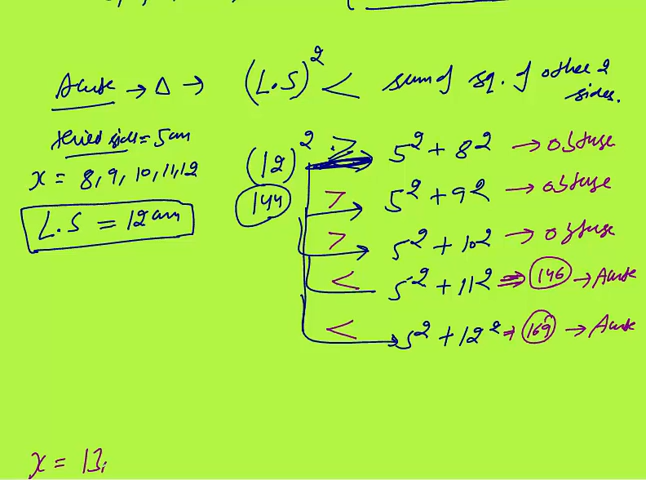 Acute → Δ → (L.S)² < sum of sq. of other 2 sides.
third side = 5 cm
x = 8, 9, 10, 11, 12
L.S = 12 cm
(12)² > 5² + 8² → obtuse
144
> 5² + 9² → obtuse
> 5² + 10² → obtuse
< 5² + 11² ⇒ 146 → Acute
< 5² + 12² → 169 → Acute
x = 13,